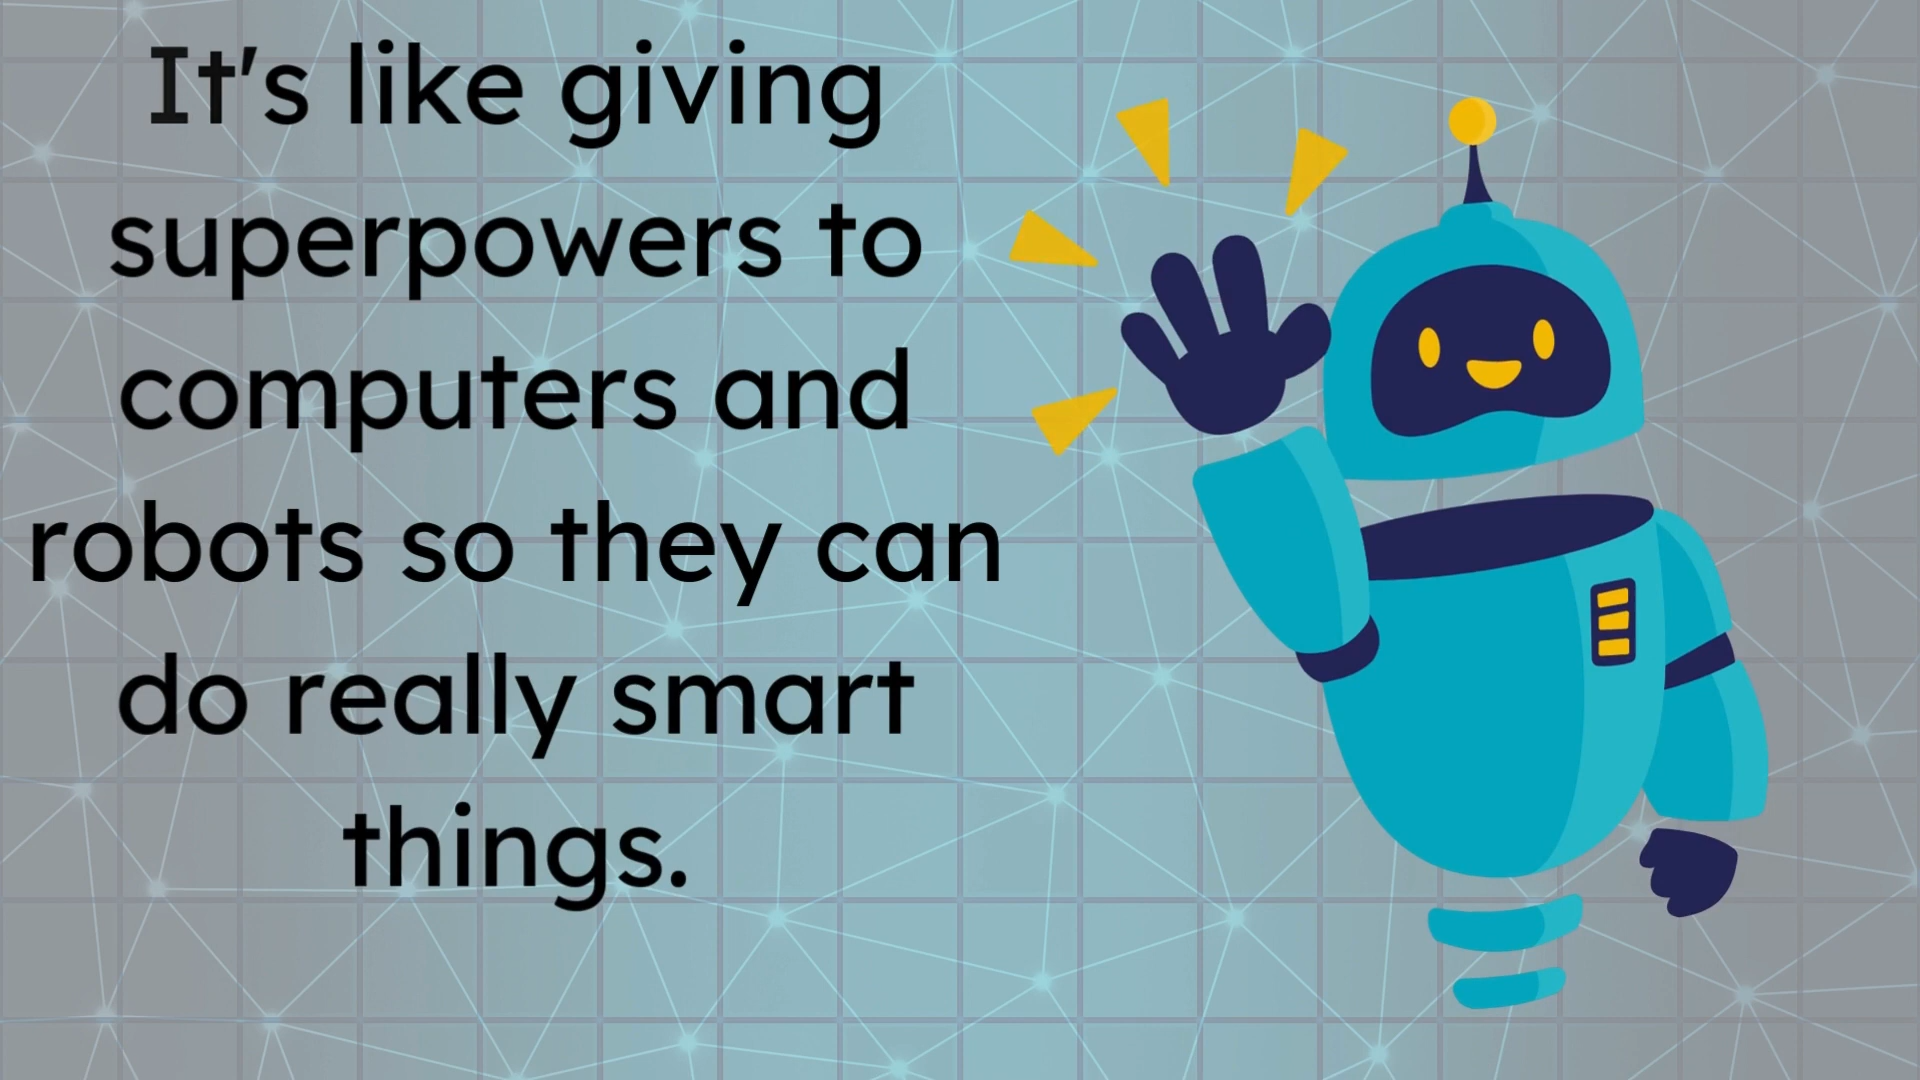 It's like giving
superpowers to
computers and
robots so they can
do really smart
things.